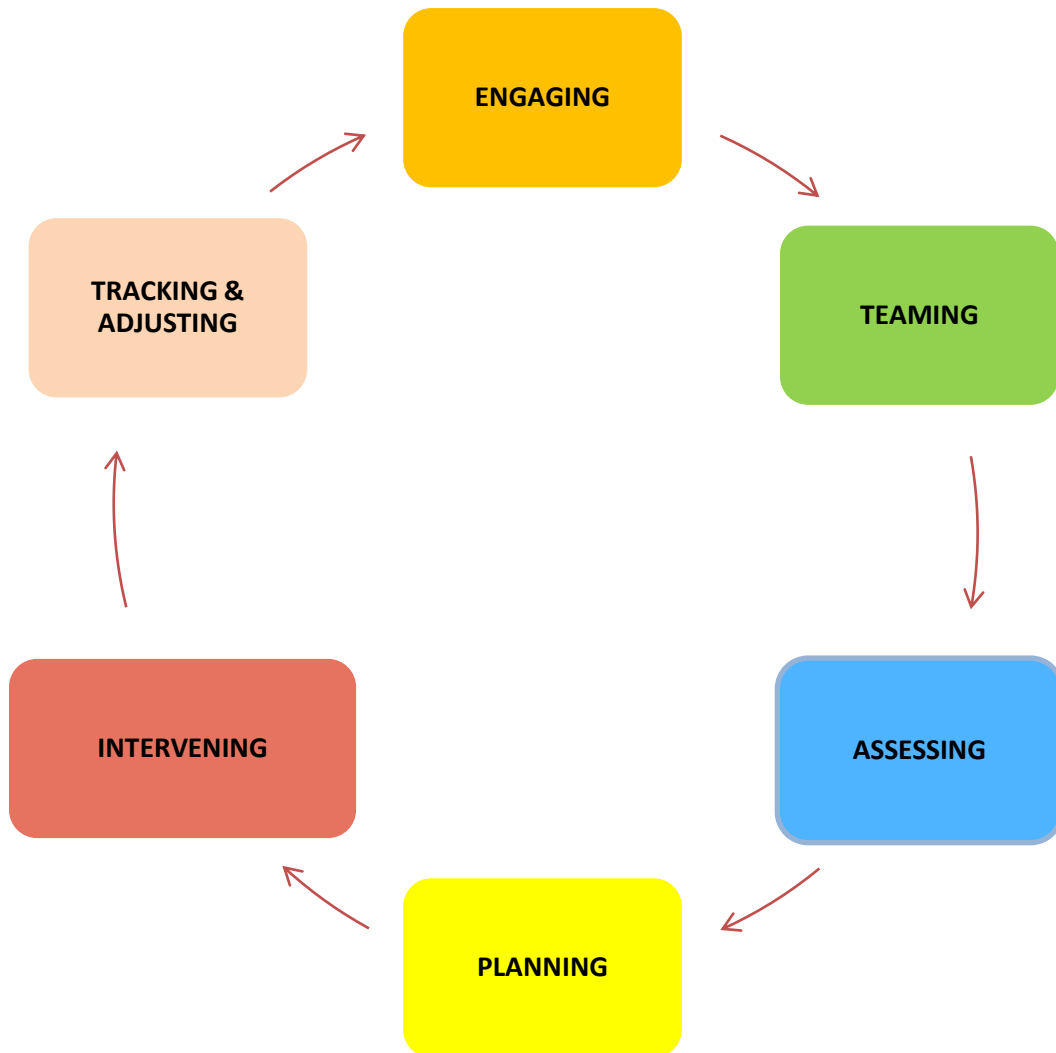 ENGAGING
TEAMING
ASSESSING
PLANNING
INTERVENING
TRACKING &
ADJUSTING